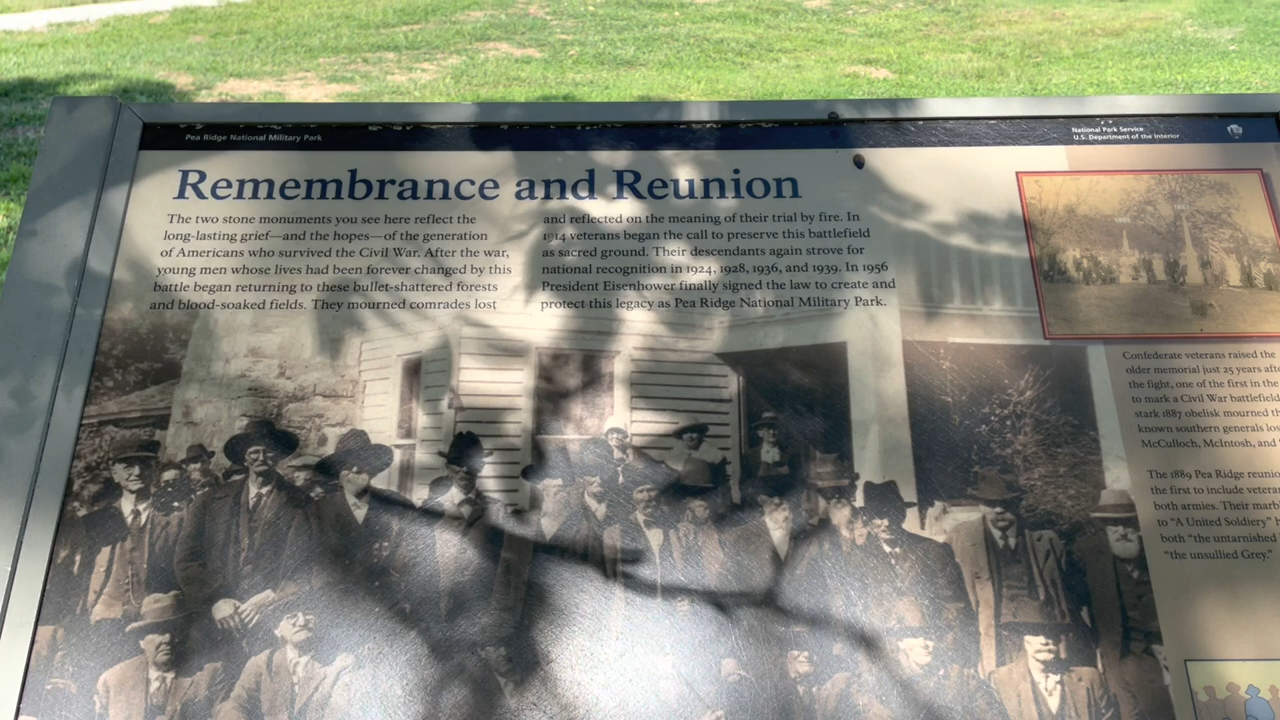 Pea Ridge National Military Park
National Park Service
U.S. Department of the Interior
Remembrance and Reunion
The two stone monuments you see here reflect the
long-lasting grief—and the hopes—of the generation
of Americans who survived the Civil War. After the war,
young men whose lives had been forever changed by this
battle began returning to these bullet-shattered forests
and blood-soaked fields. They mourned comrades lost
and reflected on the meaning of their trial by fire. In
1914 veterans began the call to preserve this battlefield
as sacred ground. Their descendants again strove for
national recognition in 1924, 1928, 1936, and 1939. In 1956
President Eisenhower finally signed the law to create and
protect this legacy as Pea Ridge National Military Park.
Confederate veterans raised the
older memorial just 25 years afte
the fight, one of the first in the
to mark a Civil War battlefield
stark 1887 obelisk mourned th
known southern generals los
McCulloch, McIntosh, and
The 1889 Pea Ridge reunio
the first to include vetera
both armies. Their marb
to "A United Soldiery" h
both "the untarnished
"the unsullied Grey."